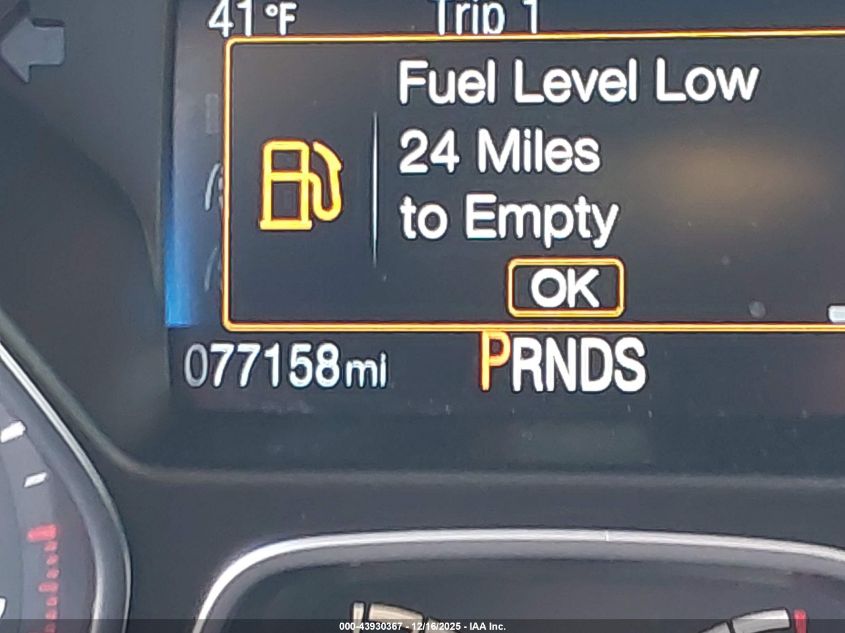 41°F Trip 1
Fuel Level Low
24 Miles
to Empty
OK
077158mi PRNDS
000-43930367 - 12/16/2025 - IAA Inc.